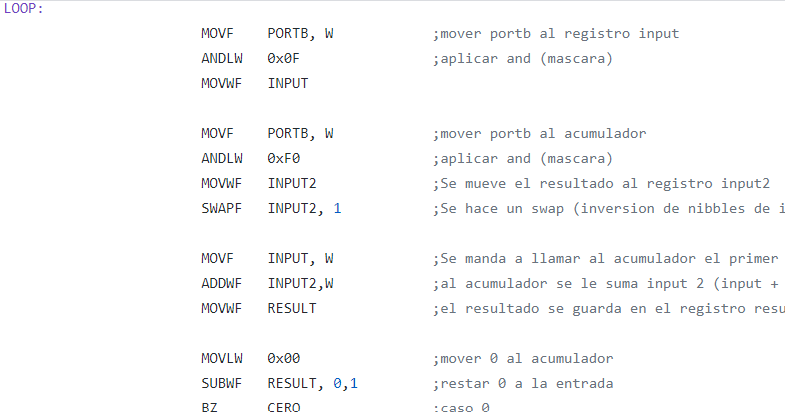 LOOP:
MOVF PORTB, W ;mover portb al registro input
ANDLW 0x0F ;aplicar and (mascara)
MOVWF INPUT
MOVF PORTB, W ;mover portb al acumulador
ANDLW 0xF0 ;aplicar and (mascara)
MOVWF INPUT2 ;Se mueve el resultado al registro input2
SWAPF INPUT2, 1 ;Se hace un swap (inversion de nibbles de i
MOVF INPUT, W ;Se manda a llamar al acumulador el primer
ADDWF INPUT2,W ;al acumulador se le suma input 2 (input +
MOVWF RESULT ;el resultado se guarda en el registro resu
MOVLW 0x00 ;mover 0 al acumulador
SUBWF RESULT, 0,1 ;restar 0 a la entrada
BZ CERO ;caso 0